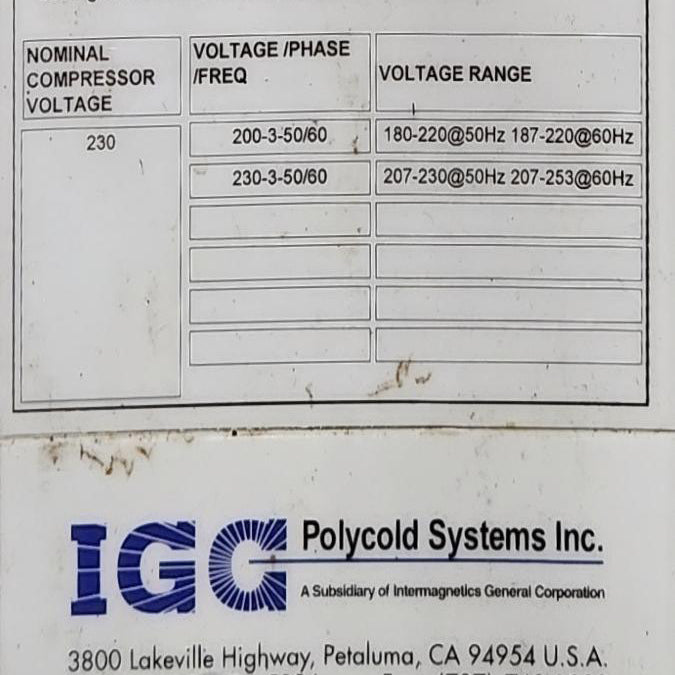 NOMINAL
COMPRESSOR
VOLTAGE
VOLTAGE /PHASE
/FREQ
VOLTAGE RANGE
230
200-3-50/60
180-220@50Hz 187-220@60Hz
230-3-50/60
207-230@50Hz 207-253@60Hz
IGC
Polycold Systems Inc.
A Subsidiary of Intermagnetics General Corporation
3800 Lakeville Highway, Petaluma, CA 94954 U.S.A.